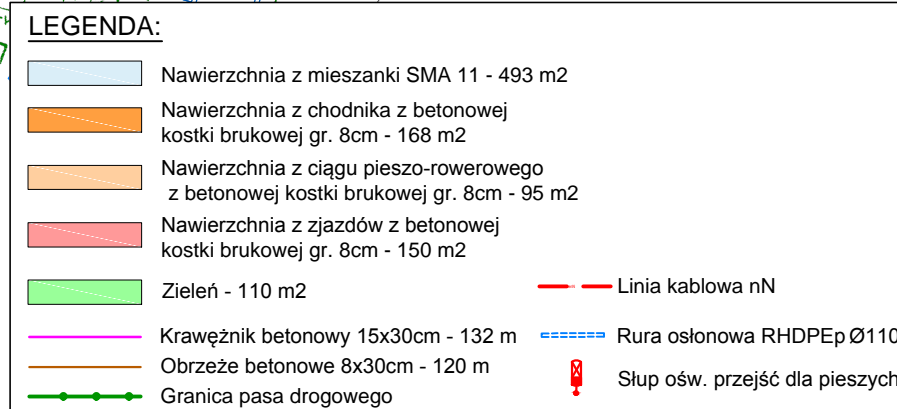 LEGENDA:
Nawierzchnia z mieszanki SMA 11 - 493 m2
Nawierzchnia z chodnika z betonowej
kostki brukowej gr. 8cm - 168 m2
Nawierzchnia z ciągu pieszo-rowerowego
z betonowej kostki brukowej gr. 8cm - 95 m2
Nawierzchnia z zjazdów z betonowej
kostki brukowej gr. 8cm - 150 m2
Zieleń - 110 m2
Krawężnik betonowy 15x30cm - 132 m
Obrzeże betonowe 8x30cm - 120 m
Granica pasa drogowego
Linia kablowa nN
Rura osłonowa RHDPEp Ø110
Słup ośw. przejść dla pieszych